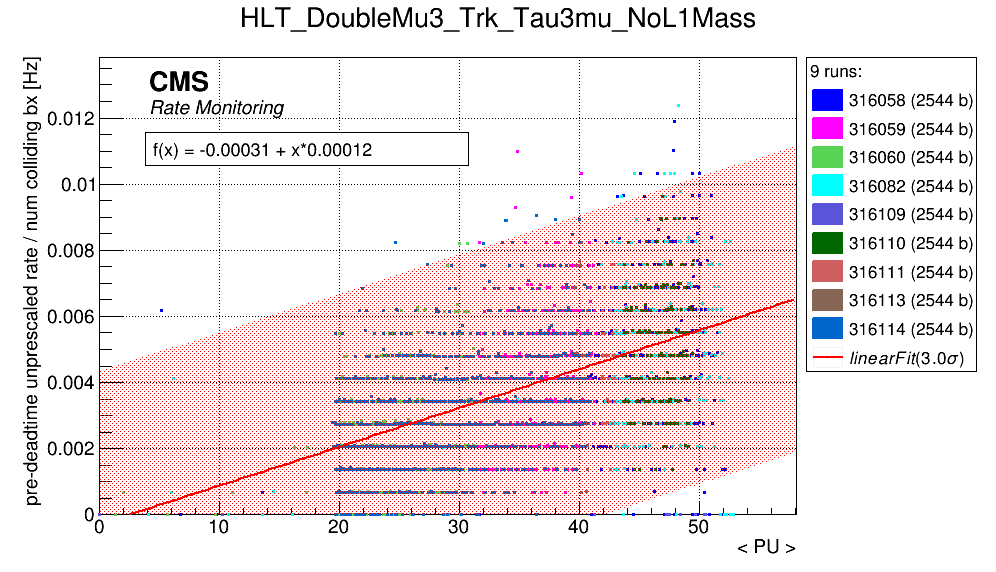 HLT_DoubleMu3_Trk_Tau3mu_NoL1Mass
pre-deadtime unprescaled rate / num colliding bx [Hz]
CMS
Rate Monitoring
f(x) = -0.00031 + x*0.00012
0.012
0.01
0.008
0.006
0.004
0.002
0
0 10 20 30 40 50
< PU >
9 runs:
316058 (2544 b)
316059 (2544 b)
316060 (2544 b)
316082 (2544 b)
316109 (2544 b)
316110 (2544 b)
316111 (2544 b)
316113 (2544 b)
316114 (2544 b)
linearFit(3.0σ)